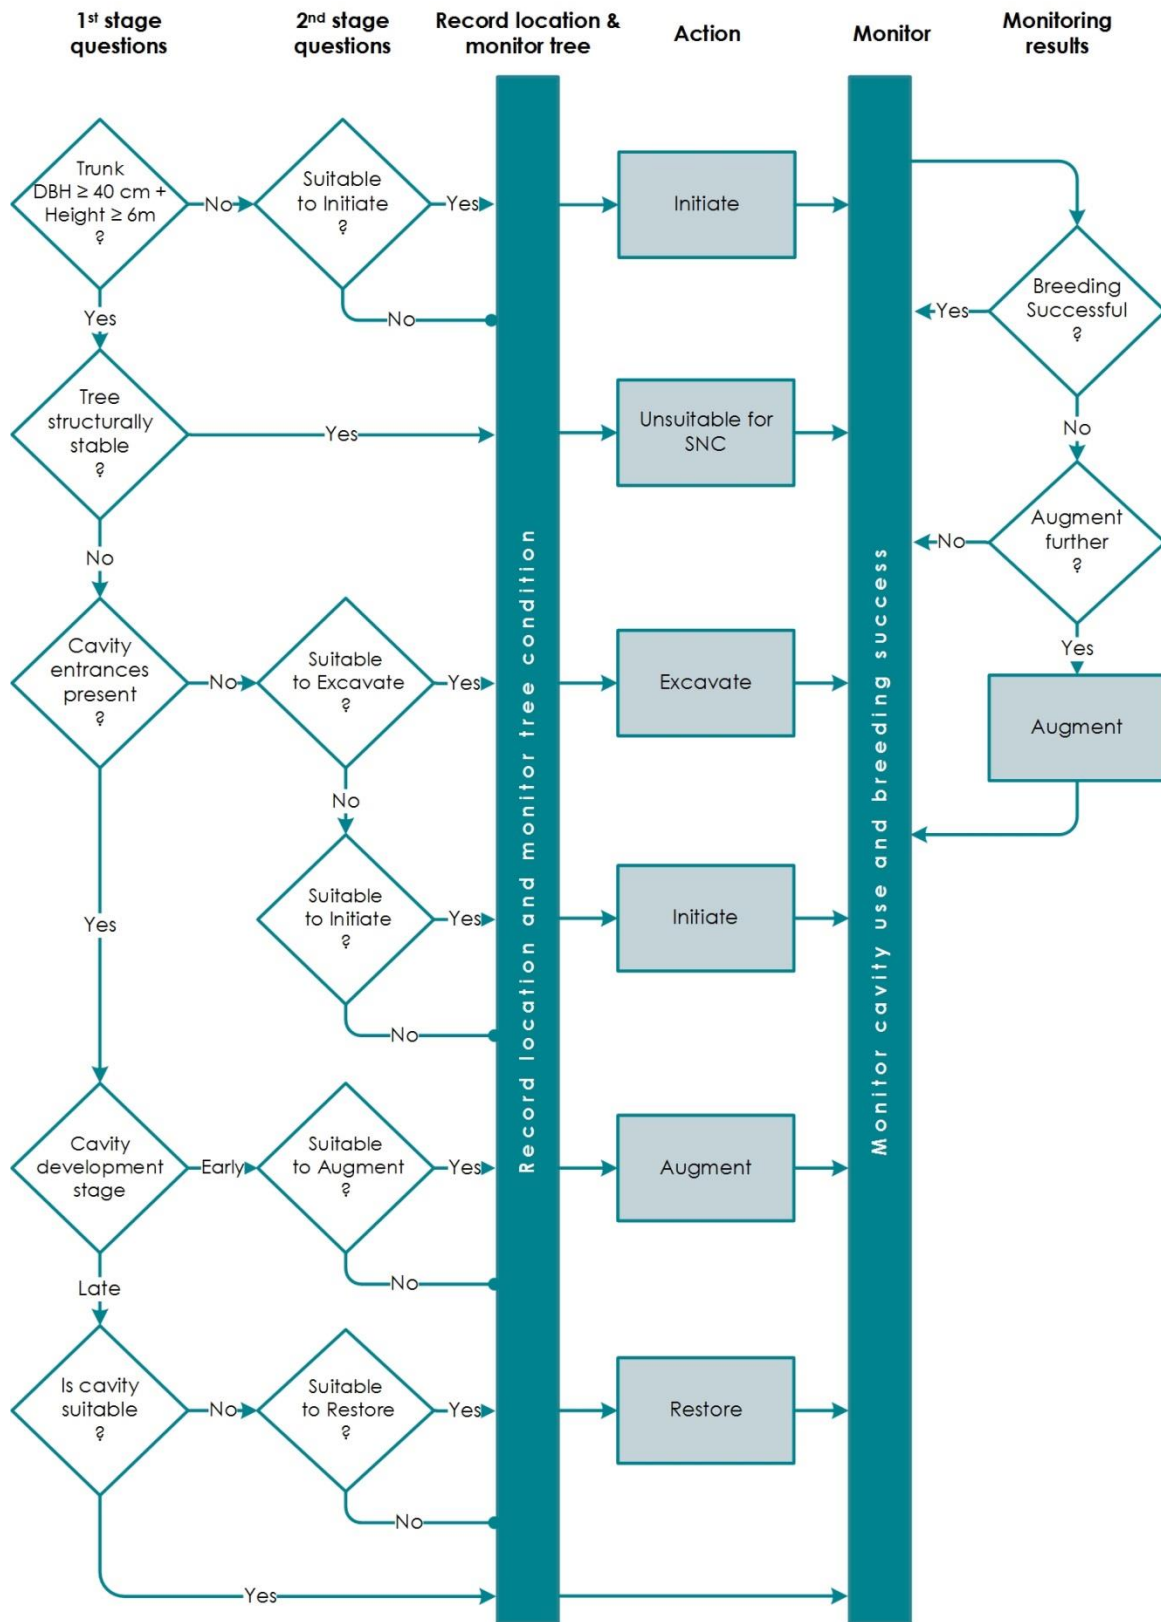 1st stage
questions
2nd stage
questions
Record location &
monitor tree
Action
Monitor
Monitoring
results
Trunk
DBH ≥ 40 cm +
Height ≥ 6m
?
No
Suitable
to Initiate
?
Yes
Initiate
No
Yes
Breeding
Successful
?
Yes
No
Tree
structurally
stable
?
Yes
Unsuitable for
SNC
No
Augment
further
?
No
Yes
Augment
Cavity
entrances
present
?
No
Suitable
to Excavate
?
Yes
Excavate
No
Suitable
to Initiate
?
Yes
Initiate
No
Yes
Record location and monitor tree condition
Monitor cavity use and breeding success
Cavity
development
stage
Early
Suitable
to Augment
?
Yes
Augment
No
Late
Is cavity
suitable
?
No
Suitable
to Restore
?
Yes
Restore
No
Yes